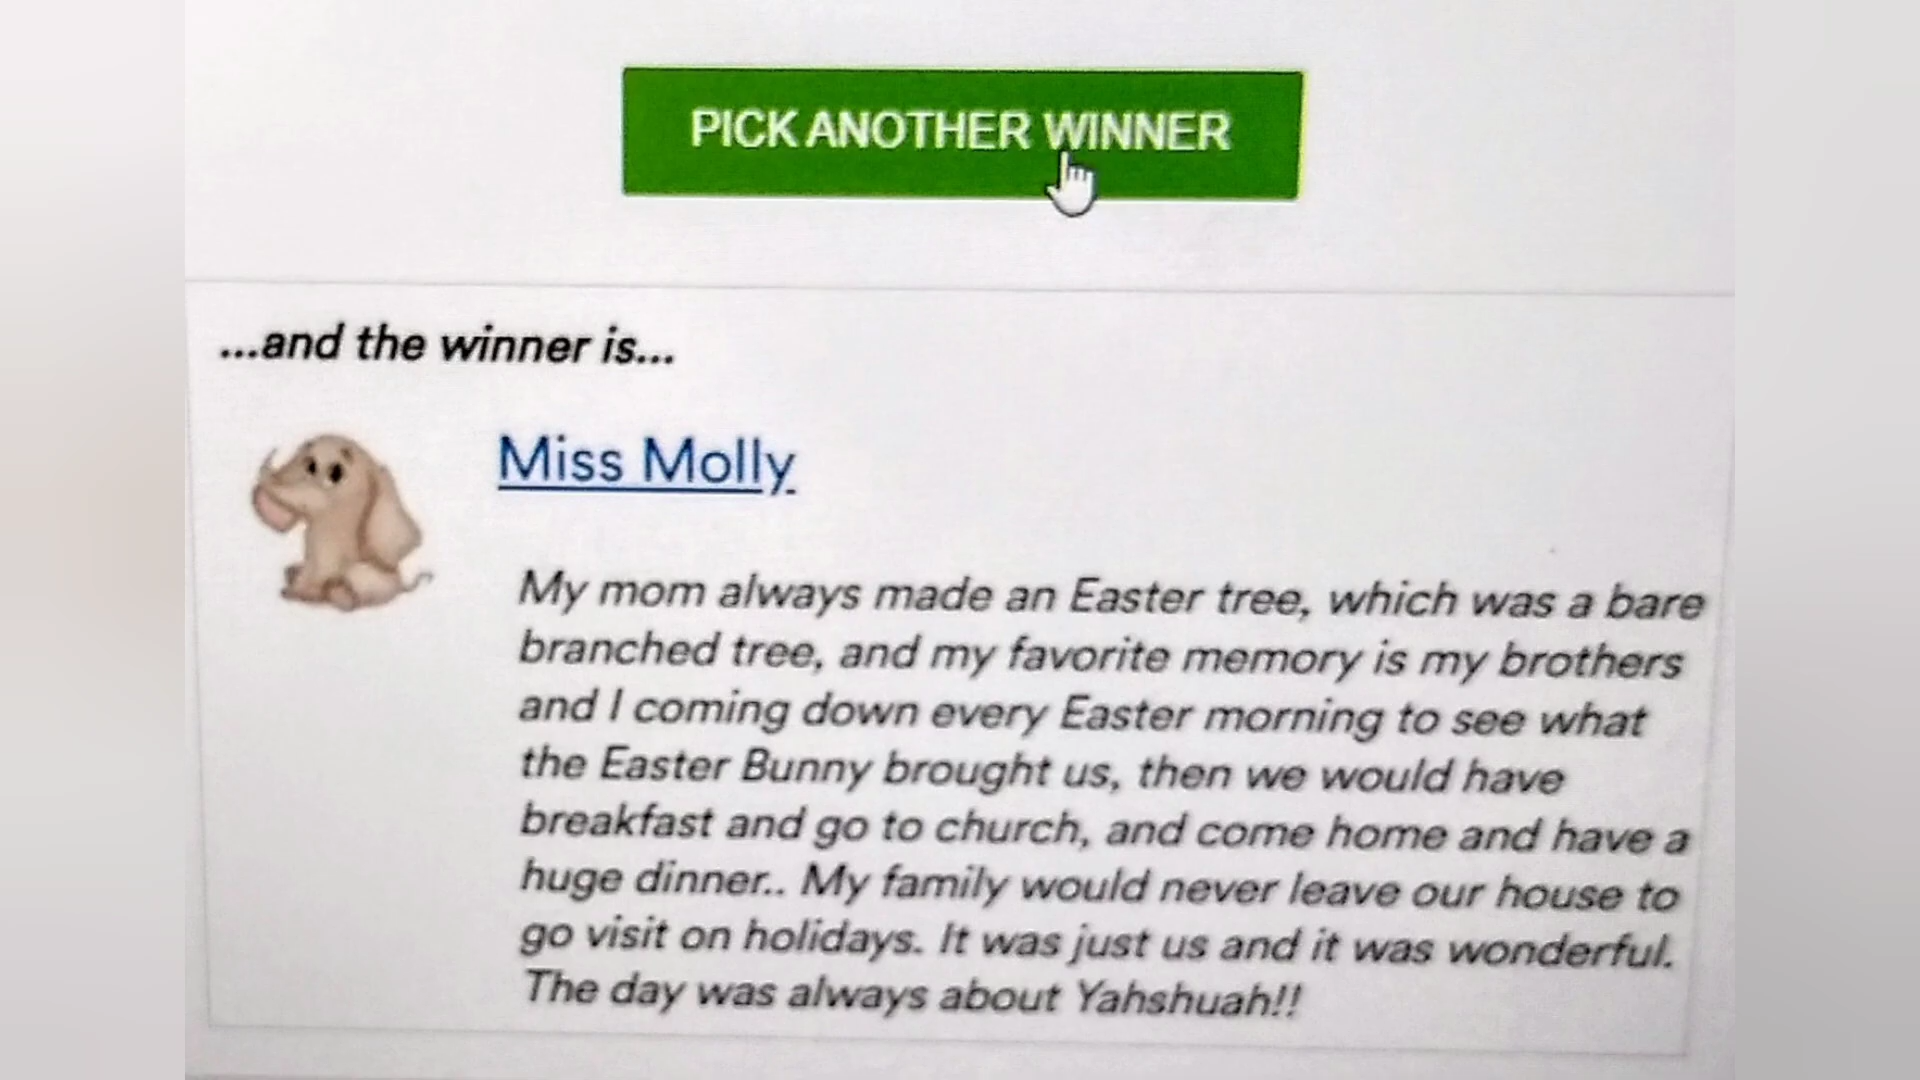 PICK ANOTHER WINNER
...and the winner is...
Miss Molly
My mom always made an Easter tree, which was a bare
branched tree, and my favorite memory is my brothers
and I coming down every Easter morning to see what
the Easter Bunny brought us, then we would have
breakfast and go to church, and come home and have a
huge dinner.. My family would never leave our house to
go visit on holidays. It was just us and it was wonderful.
The day was always about Yahshuah!!